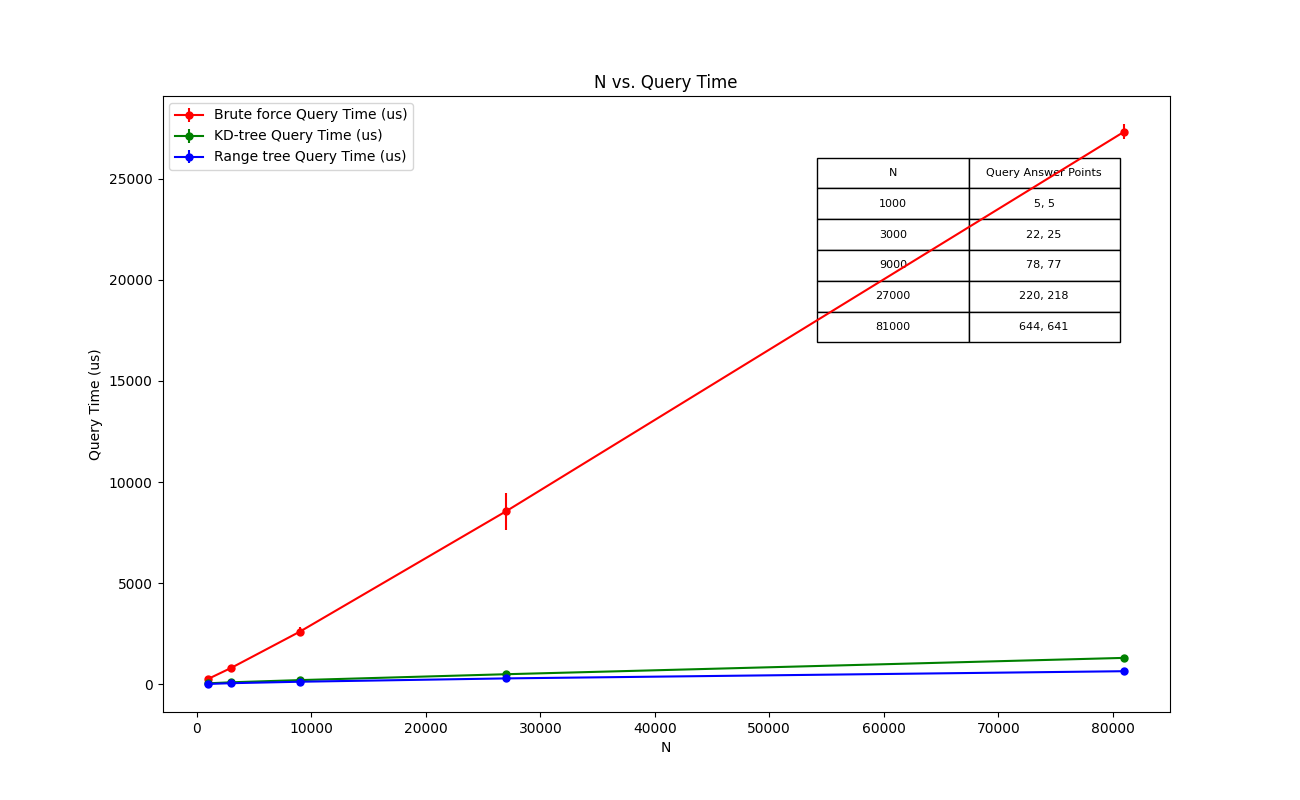 N vs. Query Time
Brute force Query Time (us)
KD-tree Query Time (us)
Range tree Query Time (us)
N Query Answer Points
1000 5, 5
3000 22, 25
9000 78, 77
27000 220, 218
81000 644, 641
25000
20000
15000
10000
5000
0
Query Time (us)
0 10000 20000 30000 40000 50000 60000 70000 80000
N